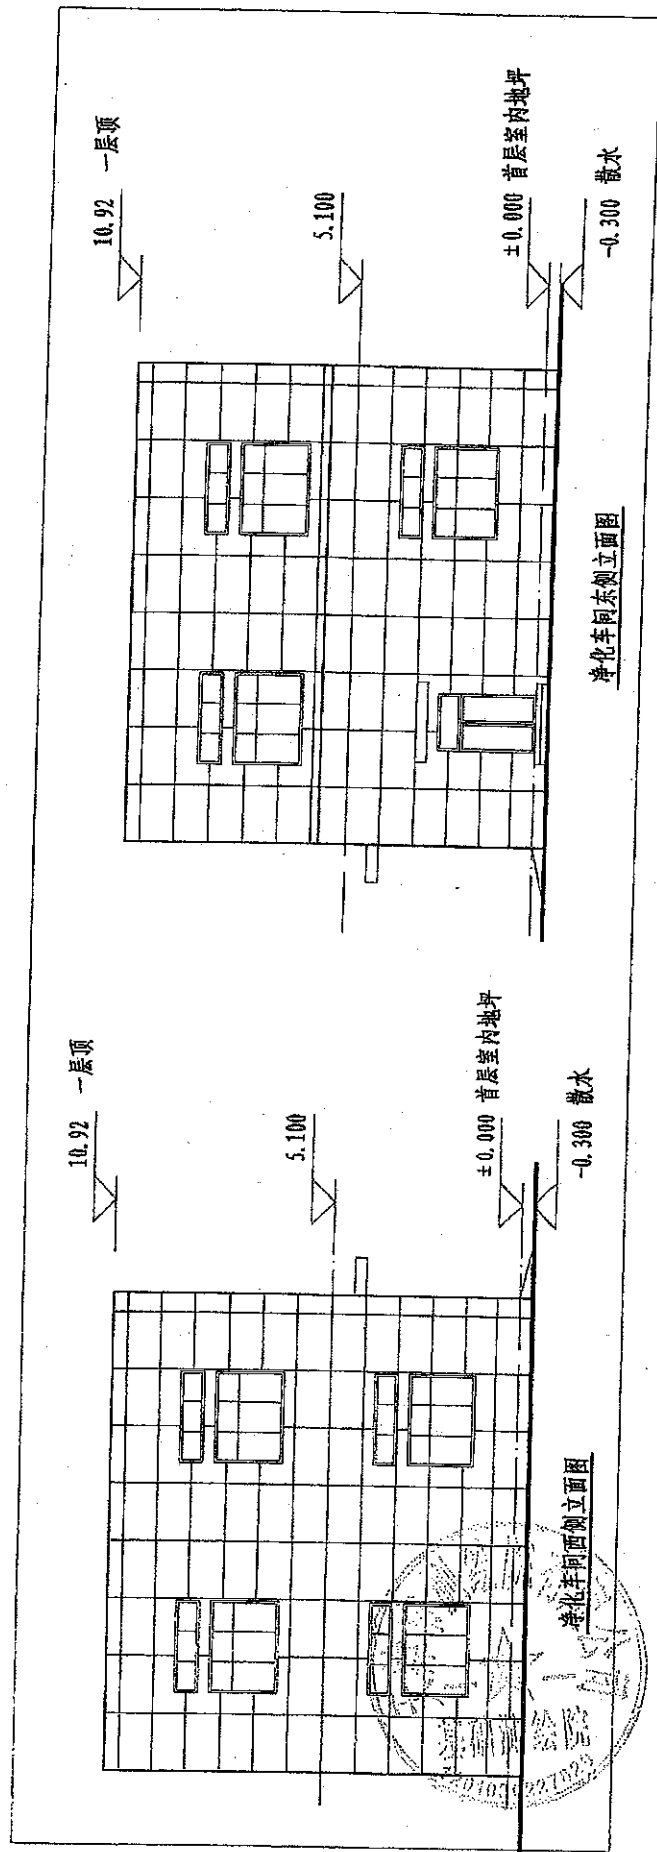 10.92 一层顶
5.100
±0.000 首层室内地坪
-0.300 散水
净化车间西侧立面图
10.92 一层顶
5.100
±0.000 首层室内地坪
-0.300 散水
净化车间东侧立面图